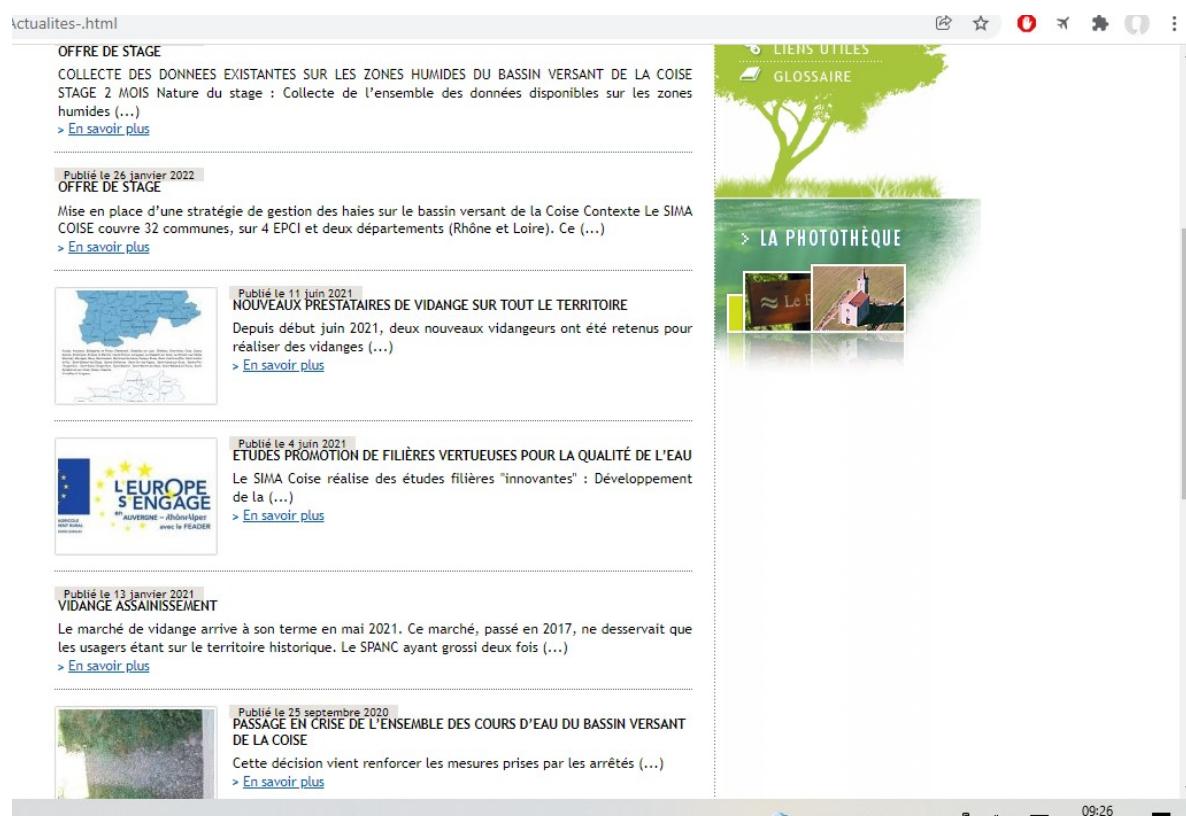 Actualites-.html
OFFRE DE STAGE
COLLECTE DES DONNEES EXISTANTES SUR LES ZONES HUMIDES DU BASSIN VERSANT DE LA COISE
STAGE 2 MOIS Nature du stage : Collecte de l’ensemble des données disponibles sur les zones
humides (...)
> En savoir plus
Publié le 26 janvier 2022
OFFRE DE STAGE
Mise en place d’une stratégie de gestion des haies sur le bassin versant de la Coise Contexte Le SIMA
COISE couvre 32 communes, sur 4 EPCI et deux départements (Rhône et Loire). Ce (...)
> En savoir plus
Publié le 11 juin 2021
NOUVEAUX PRESTATAIRES DE VIDANGE SUR TOUT LE TERRITOIRE
Depuis début juin 2021, deux nouveaux vidangeurs ont été retenus pour
réaliser des vidanges (...)
> En savoir plus
Publié le 4 juin 2021
ETUDES PROMOTION DE FILIÈRES VERTUEUSES POUR LA QUALITÉ DE L’EAU
L'EUROPE
S'ENGAGE
en AUVERGNE – RhôneAlpes
avec le FEADER
Le SIMA Coise réalise des études filières "innovantes" : Développement
de la (...)
> En savoir plus
Publié le 13 janvier 2021
VIDANGE ASSAINISSEMENT
Le marché de vidange arrive à son terme en mai 2021. Ce marché, passé en 2017, ne desservait que
les usagers étant sur le territoire historique. Le SPANC ayant grossi deux fois (...)
> En savoir plus
Publié le 25 septembre 2020
PASSAGE EN CRISE DE L’ENSEMBLE DES COURS D’EAU DU BASSIN VERSANT
DE LA COISE
Cette décision vient renforcer les mesures prises par les arrêtés (...)
> En savoir plus
LIENS UTILES
GLOSSAIRE
> LA PHOTOTHÈQUE
09:26